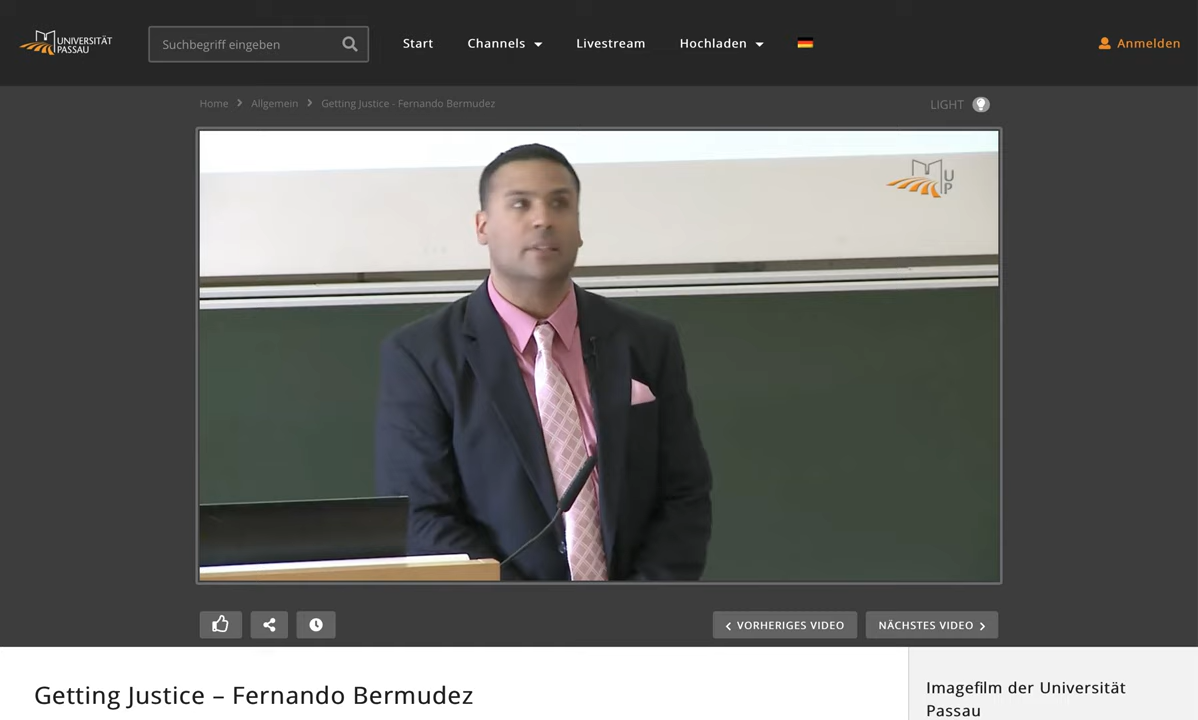 UNIVERSITÄT
PASSAU
Suchbegriff eingeben
Start
Channels
Livestream
Hochladen
Anmelden
Home > Allgemein > Getting Justice - Fernando Bermudez
LIGHT
U
P
VORHERIGES VIDEO
NÄCHSTES VIDEO
Getting Justice – Fernando Bermudez
Imagefilm der Universität
Passau